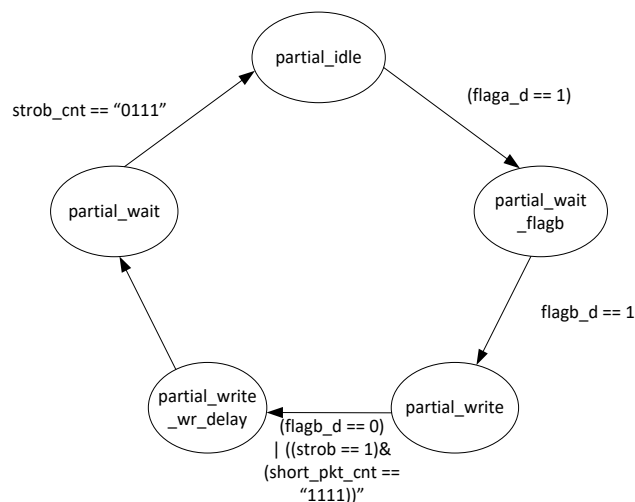 partial_idle
(flaga_d == 1)
strob_cnt == “0111”
partial_wait
partial_wait
_flagb
flagb_d == 1
partial_write
_wr_delay
partial_write
(flagb_d == 0)
| ((strob == 1)&
(short_pkt_cnt ==
“1111))”